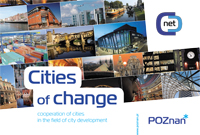 net
Cities
of change
cooperation of cities
in the field of city development
POZnan*